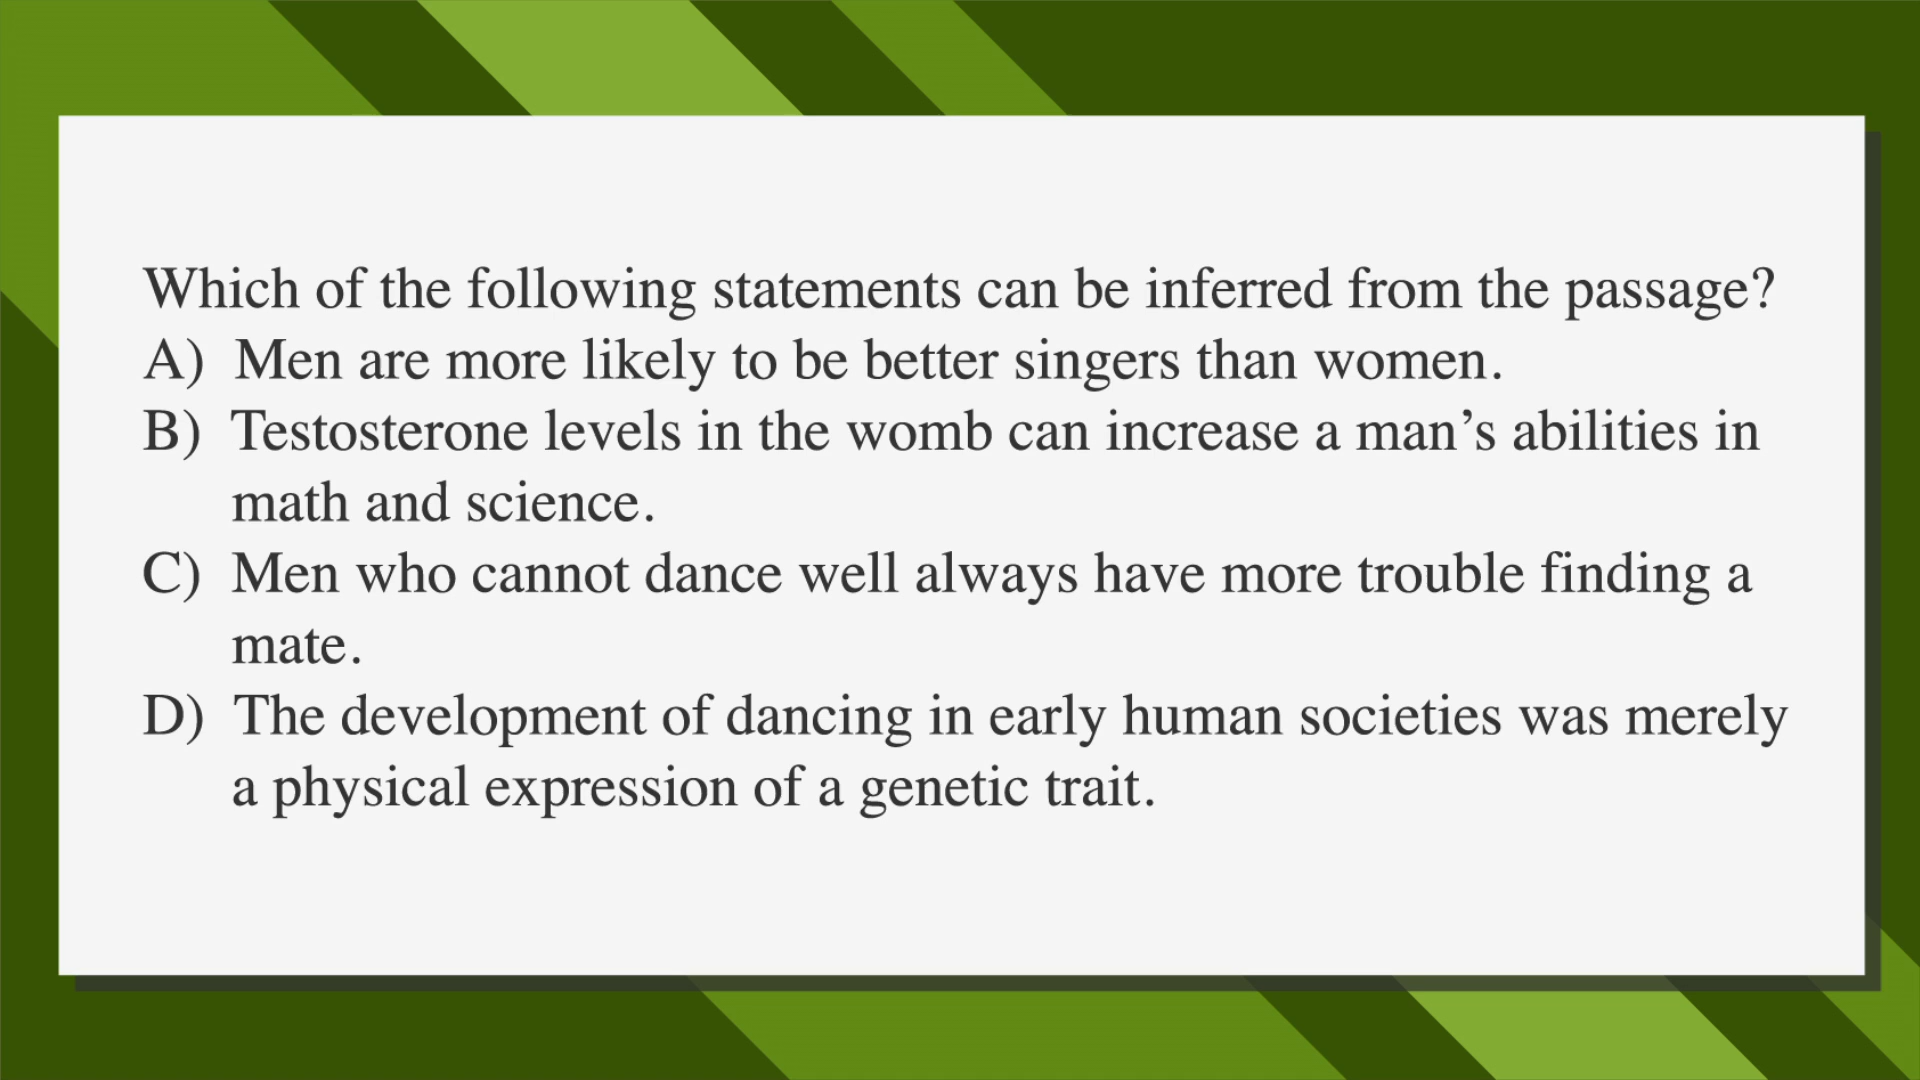 Which of the following statements can be inferred from the passage?
A) Men are more likely to be better singers than women.
B) Testosterone levels in the womb can increase a man’s abilities in
math and science.
C) Men who cannot dance well always have more trouble finding a
mate.
D) The development of dancing in early human societies was merely
a physical expression of a genetic trait.